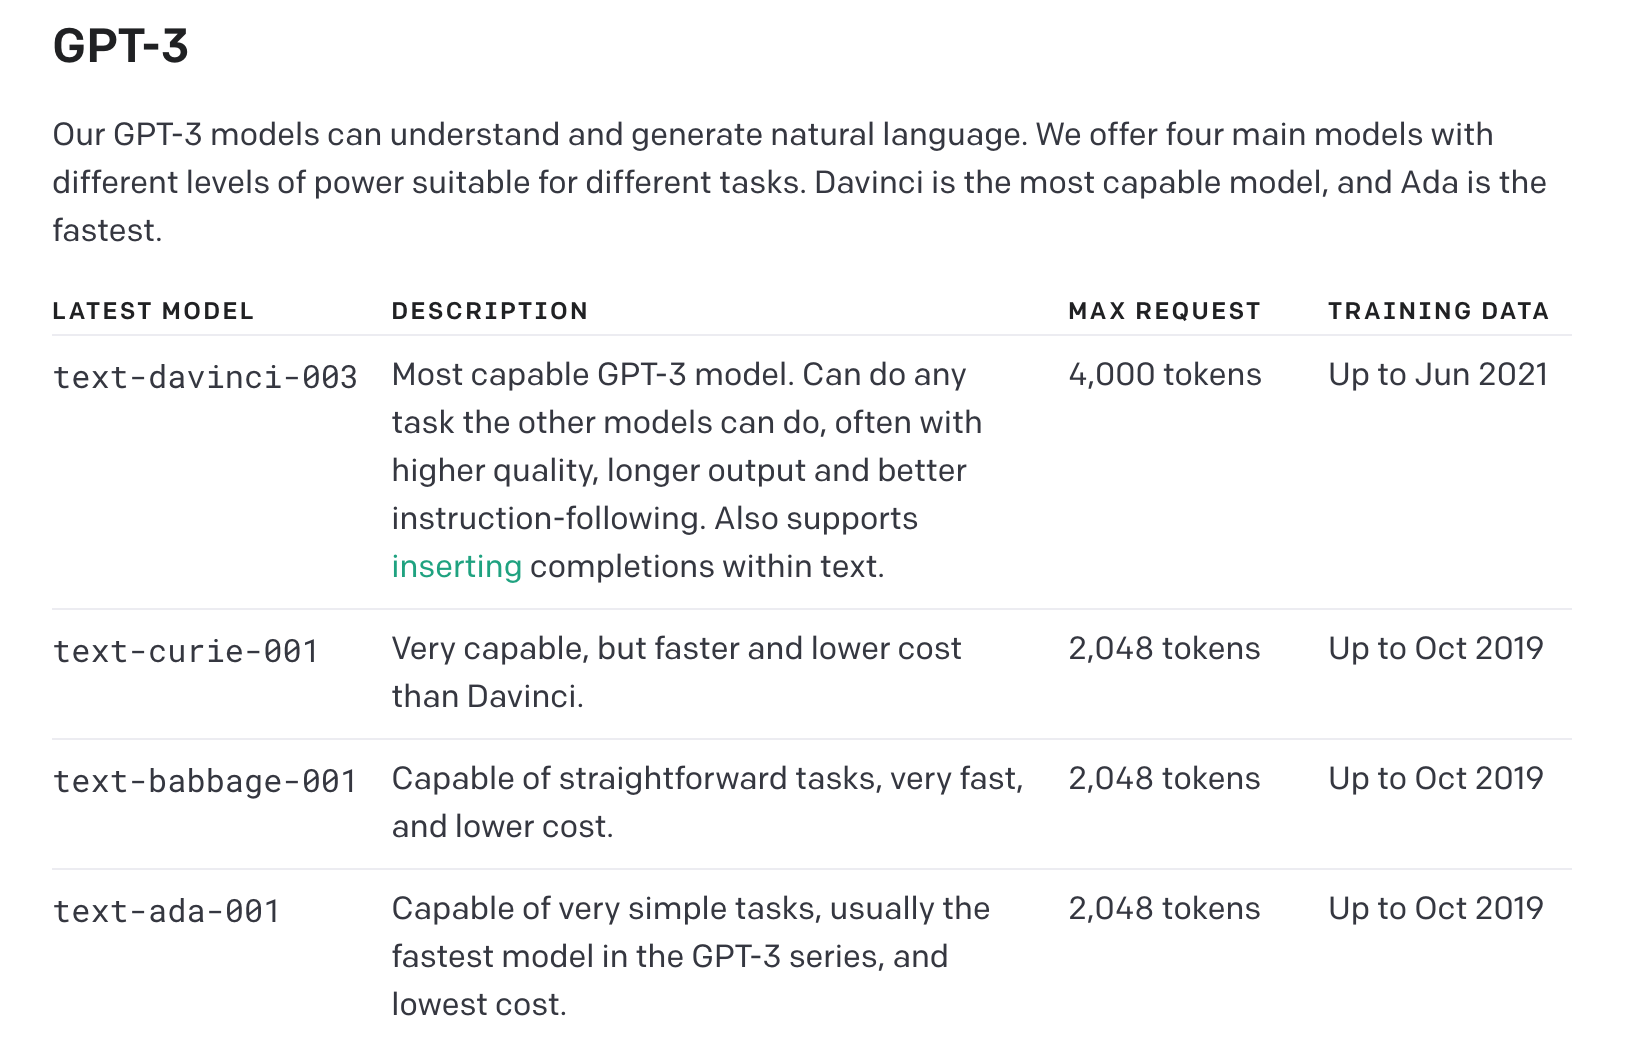 GPT-3
Our GPT-3 models can understand and generate natural language. We offer four main models with
different levels of power suitable for different tasks. Davinci is the most capable model, and Ada is the
fastest.
LATEST MODEL DESCRIPTION MAX REQUEST TRAINING DATA
text-davinci-003 Most capable GPT-3 model. Can do any 4,000 tokens Up to Jun 2021
task the other models can do, often with
higher quality, longer output and better
instruction-following. Also supports
inserting completions within text.
text-curie-001 Very capable, but faster and lower cost 2,048 tokens Up to Oct 2019
than Davinci.
text-babbage-001 Capable of straightforward tasks, very fast, 2,048 tokens Up to Oct 2019
and lower cost.
text-ada-001 Capable of very simple tasks, usually the 2,048 tokens Up to Oct 2019
fastest model in the GPT-3 series, and
lowest cost.